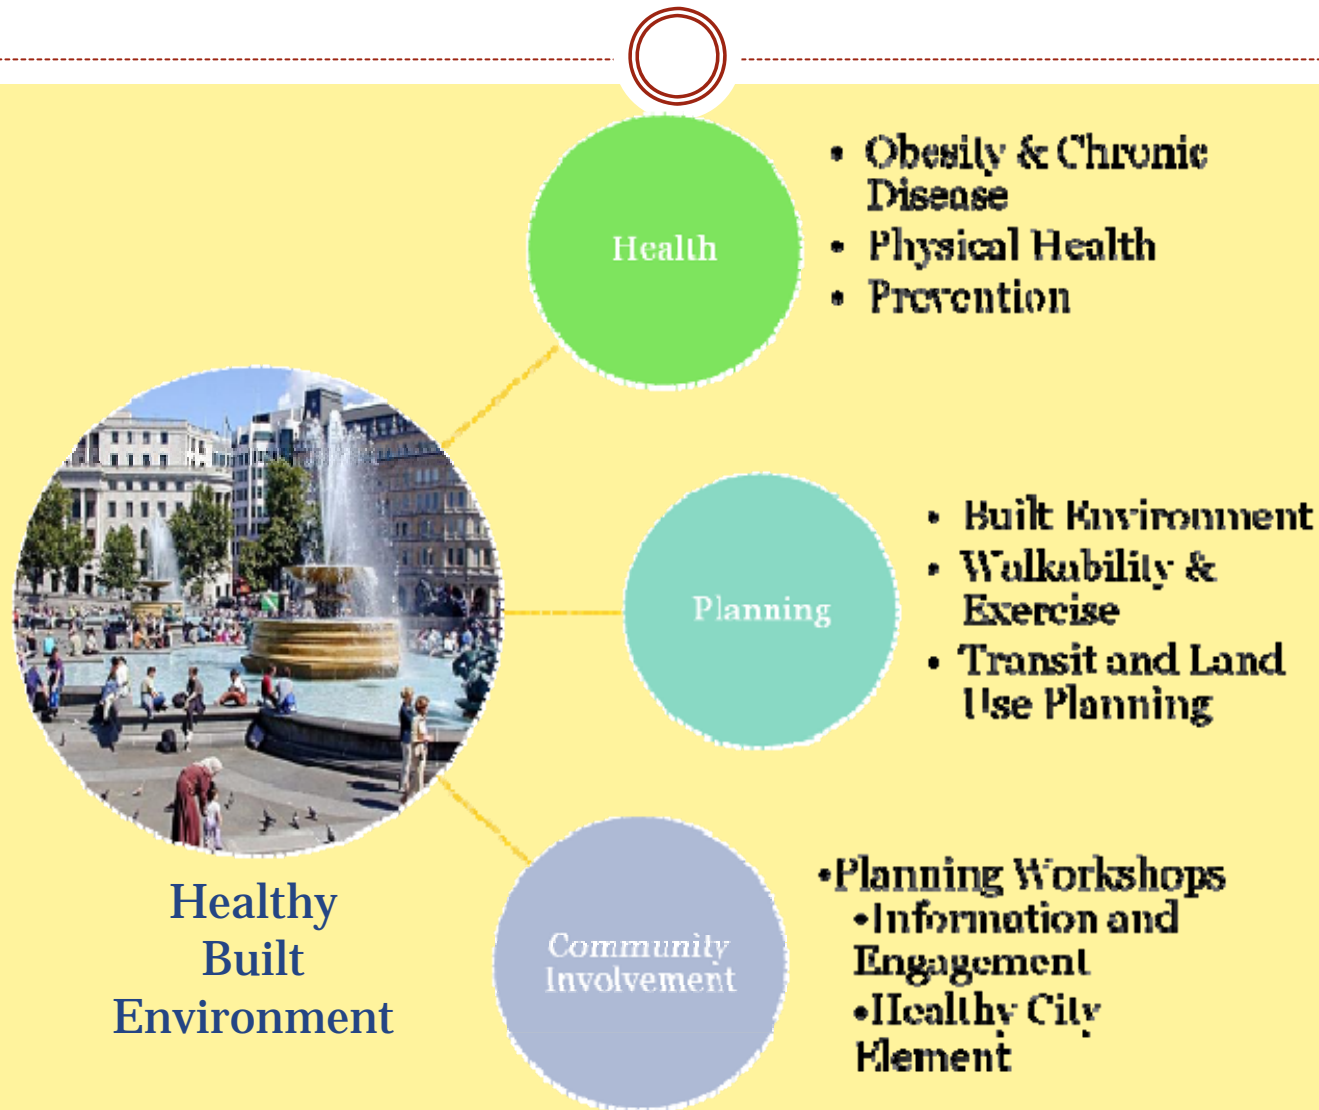 Health
• Obesity & Chronic
Disease
• Physical Health
• Prevention
Planning
• Built Environment
• Walkability &
Exercise
• Transit and Land
Use Planning
Healthy
Built
Environment
Community
Involvement
•Planning Workshops
•Information and
Engagement
•Healthy City
Element